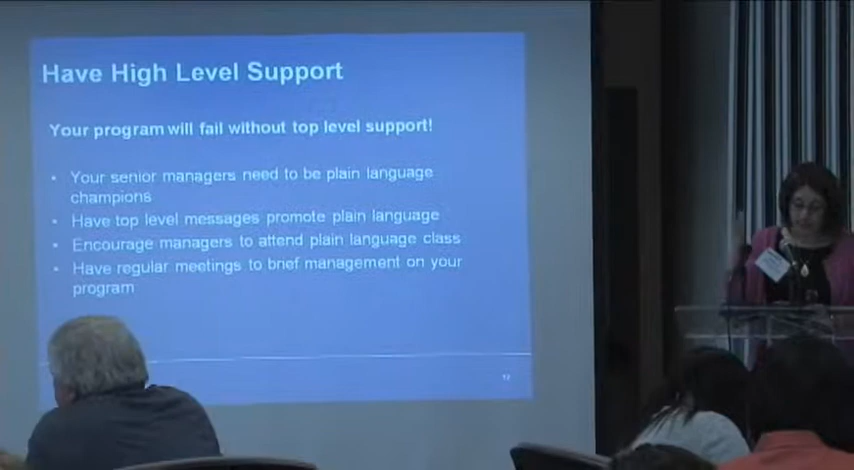 Have High Level Support
Your program will fail without top level support!
• Your senior managers need to be plain language
champions
• Have top level messages promote plain language
• Encourage managers to attend plain language class
• Have regular meetings to brief management on your
program